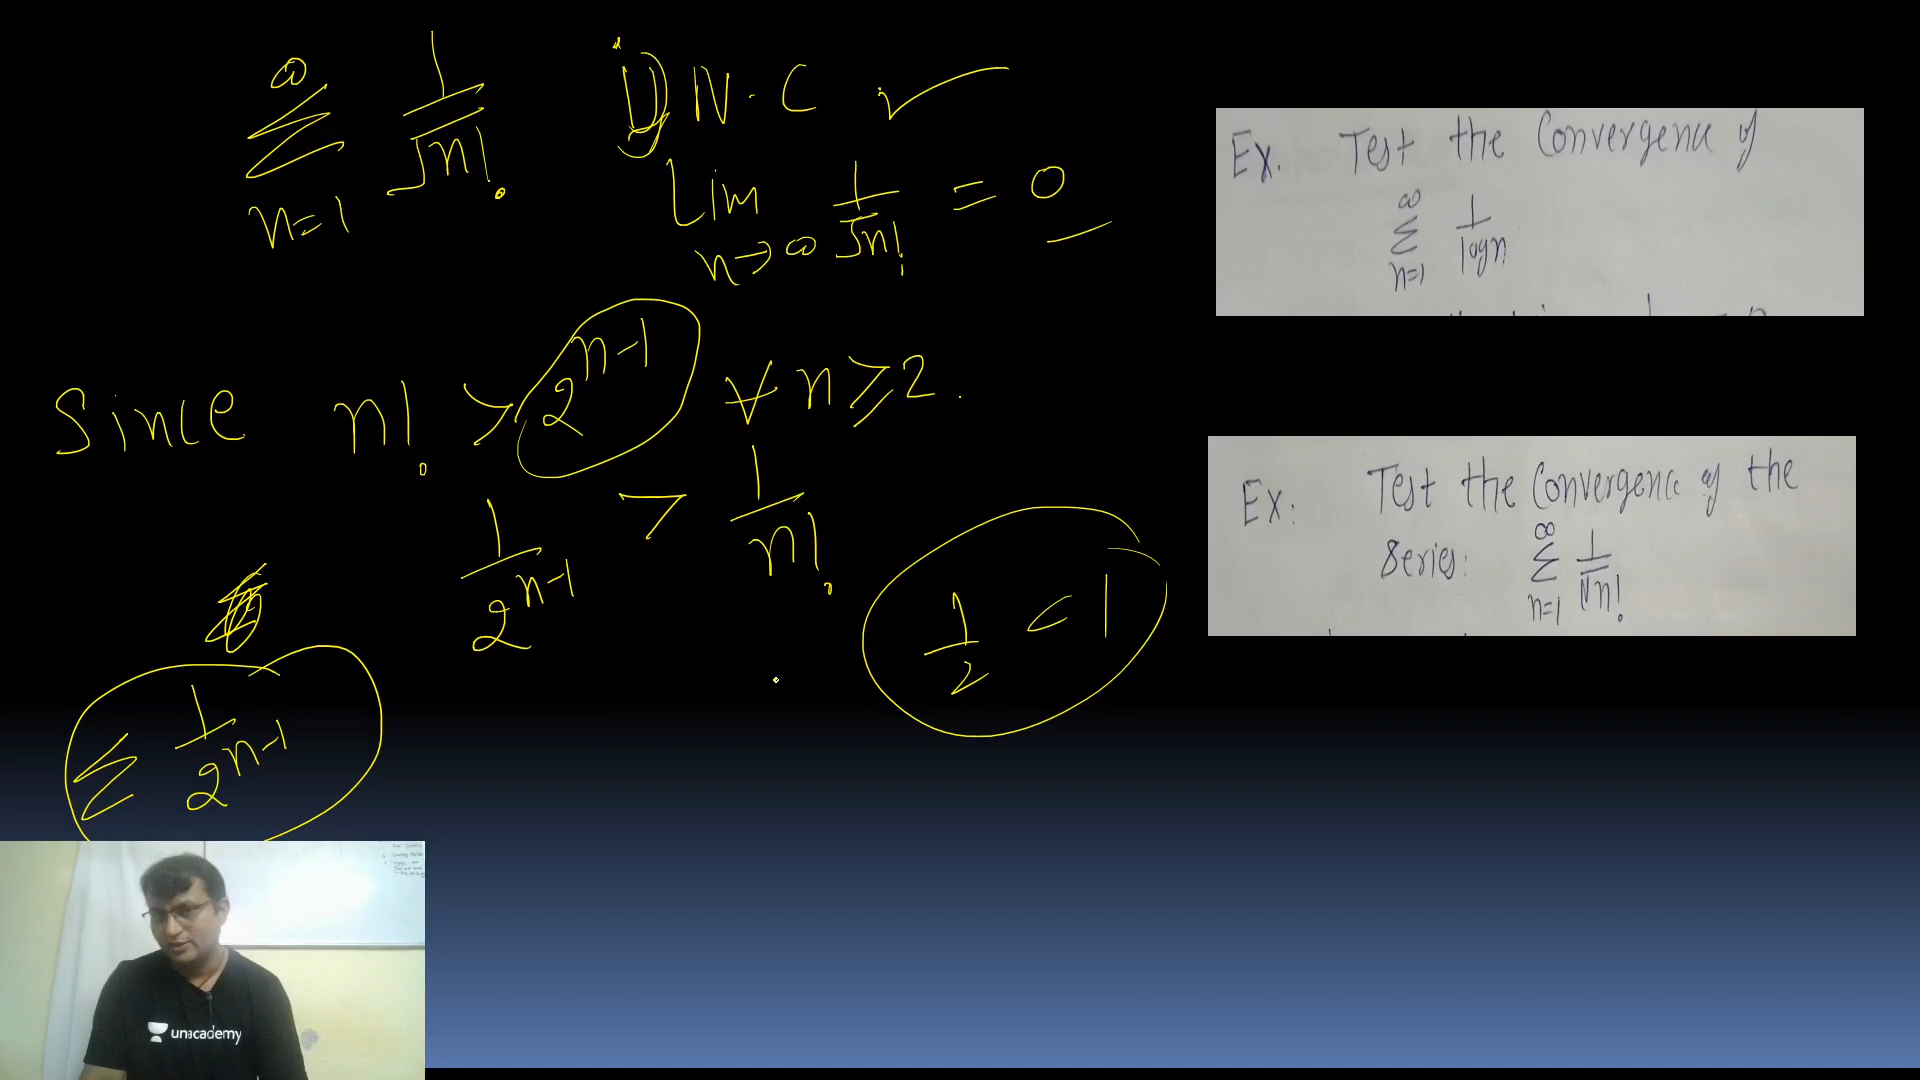 ∞
∑ 1/√n! 1) N.C ✓
n=1
Lim 1/√n! = 0
n→∞
Since n! > 2^(n-1) ∀ n ≥ 2.
1/2^(n-1) > 1/n!
1/2 < 1
∑ 1/2^(n-1)
Ex. Test the Convergence of
∞
∑ 1/logn
n=1
Ex: Test the Convergence of the
Series: ∞
∑ 1/√n!
n=1
unacademy